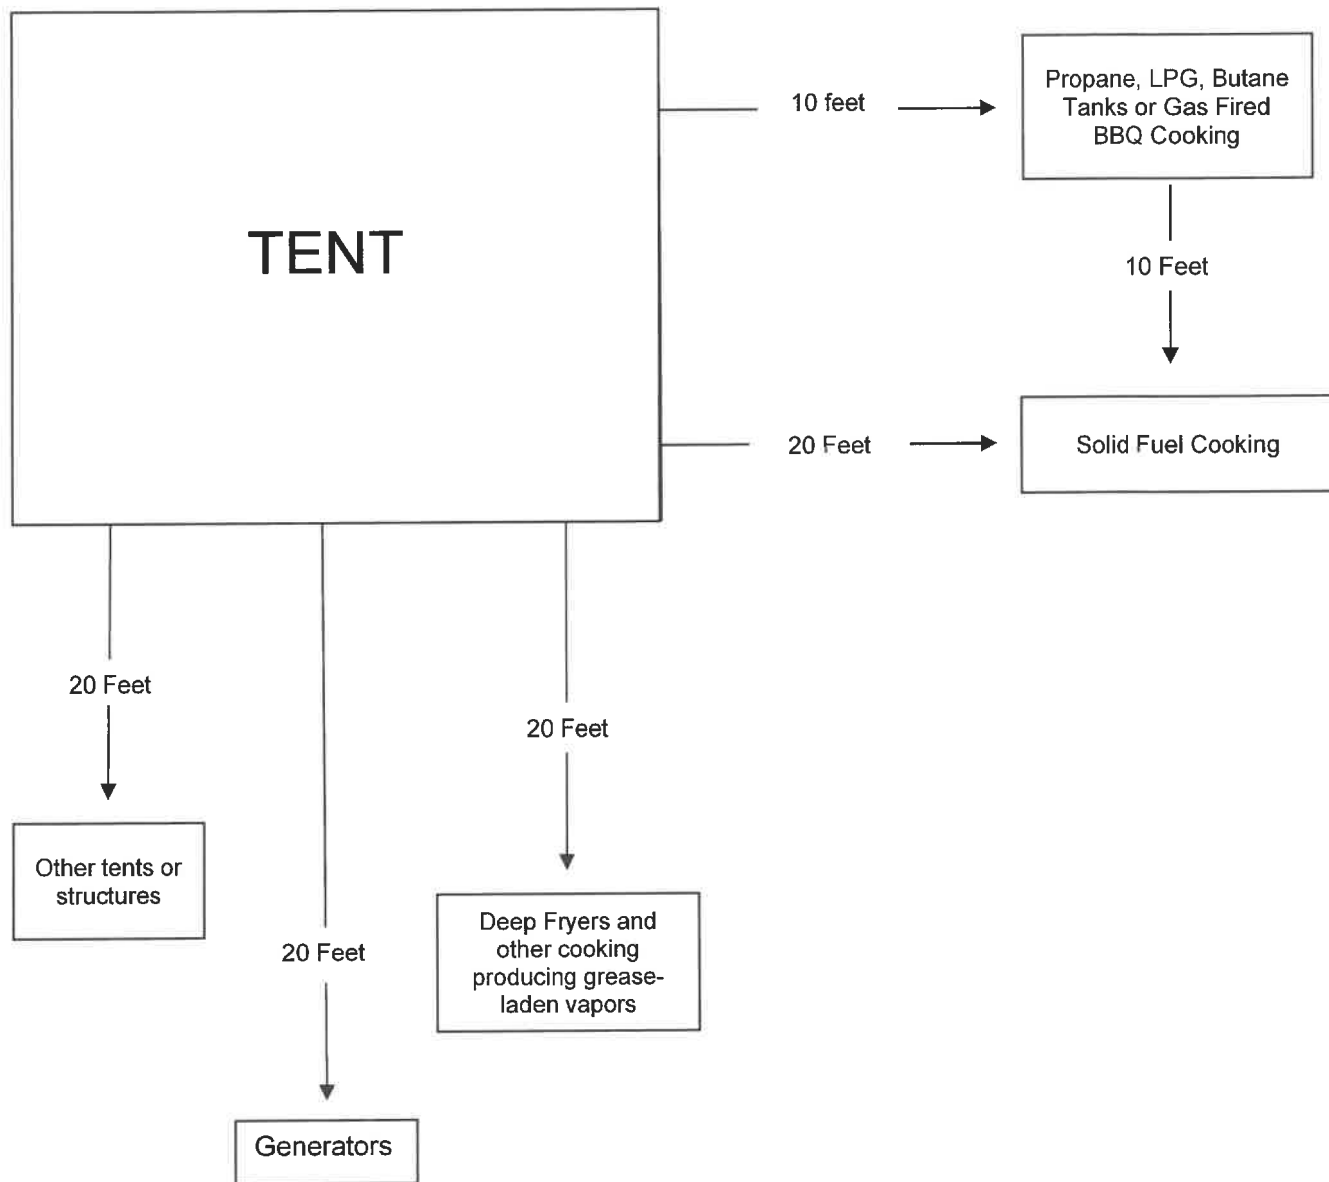 TENT
10 feet
Propane, LPG, Butane
Tanks or Gas Fired
BBQ Cooking
10 Feet
20 Feet
Solid Fuel Cooking
20 Feet
Other tents or
structures
20 Feet
Generators
20 Feet
Deep Fryers and
other cooking
producing grease-
laden vapors